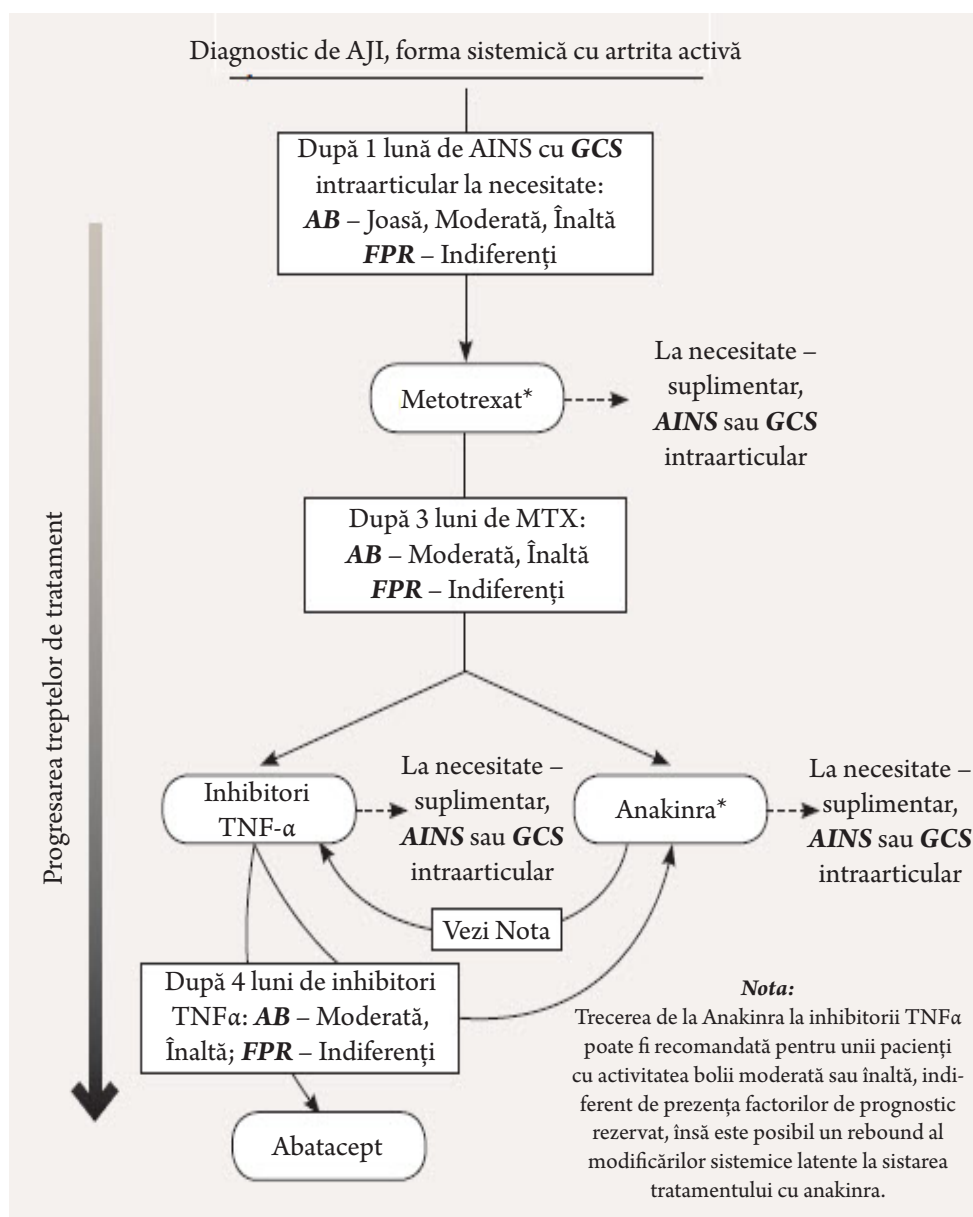 Diagnostic de AJI, forma sistemică cu artrita activă
După 1 lună de AINS cu GCS
intraarticular la necesitate:
AB – Joasă, Moderată, Înaltă
FPR – Indiferenți
Metotrexat*
La necesitate –
suplimentar,
AINS sau GCS
intraarticular
După 3 luni de MTX:
AB – Moderată, Înaltă
FPR – Indiferenți
Progresarea treptelor de tratament
Inhibitori
TNF-α
La necesitate –
suplimentar,
AINS sau GCS
intraarticular
Anakinra*
La necesitate –
suplimentar,
AINS sau GCS
intraarticular
Vezi Nota
După 4 luni de inhibitori
TNFα: AB – Moderată,
Înaltă; FPR – Indiferenți
Abatacept
Nota:
Trecerea de la Anakinra la inhibitorii TNFα
poate fi recomandată pentru unii pacienți
cu activitatea bolii moderată sau înaltă, indi-
ferent de prezența factorilor de prognostic
rezervat, însă este posibil un rebound al
modificărilor sistemice latente la sistarea
tratamentului cu anakinra.